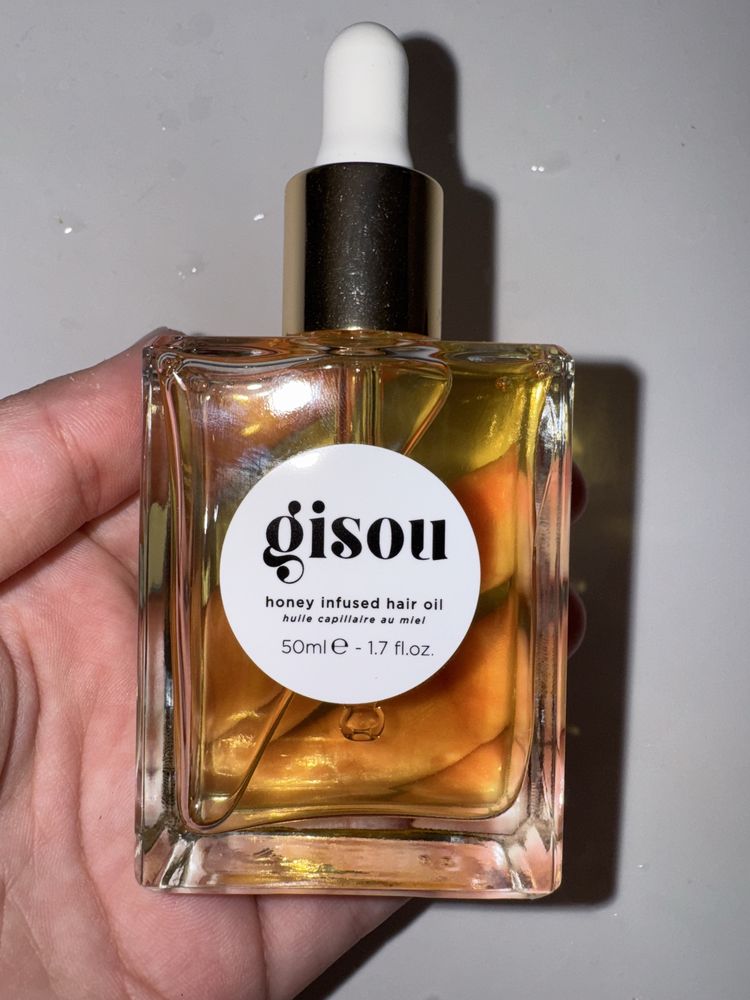 gisou
honey infused hair oil
huile capillaire au miel
50ml ℮ - 1.7 fl.oz.